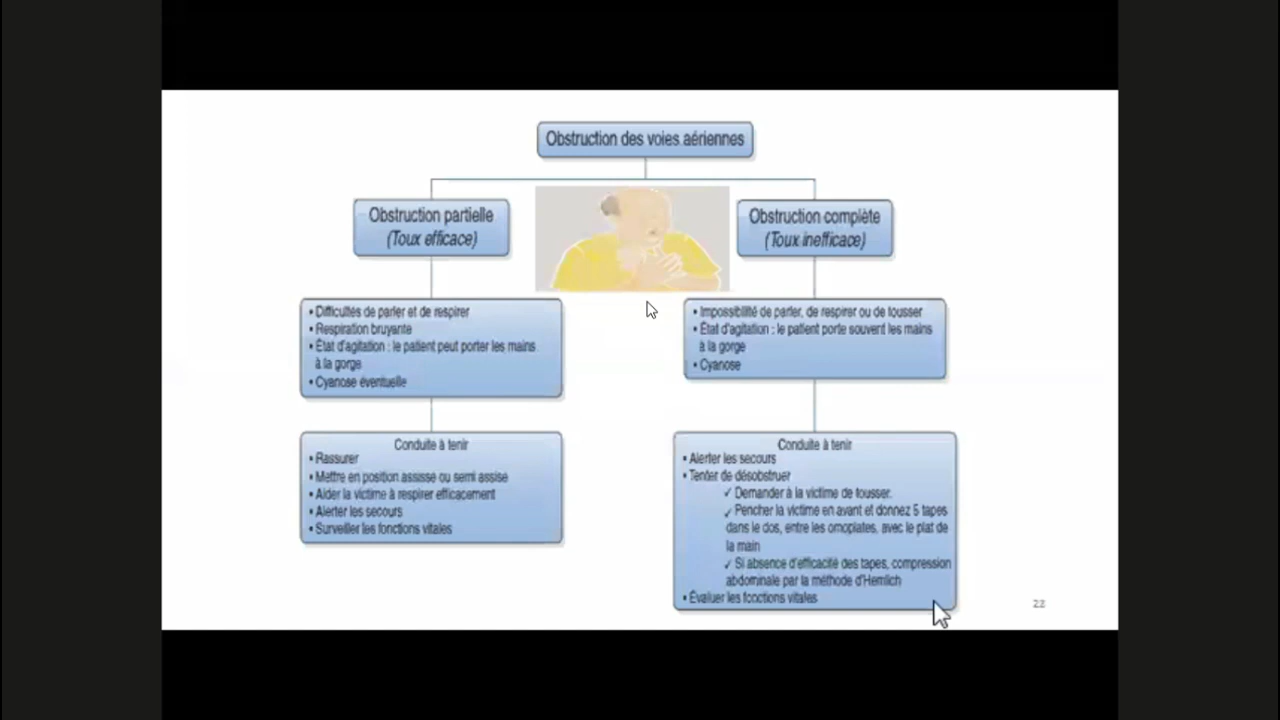 Obstruction des voies aériennes
Obstruction partielle
(Toux efficace)
• Difficultés de parler et de respirer
• Respiration bruyante
• État d'agitation : le patient peut porter les mains
à la gorge
• Cyanose éventuelle
Conduite à tenir
• Rassurer
• Mettre en position assisse ou semi assise
• Aider la victime à respirer efficacement
• Alerter les secours
• Surveiller les fonctions vitales
Obstruction complète
(Toux inefficace)
• Impossibilité de parler, de respirer ou de tousser
• État d'agitation : le patient porte souvent les mains
à la gorge
• Cyanose
Conduite à tenir
• Alerter les secours
• Tenter de désobstruer
✓ Demander à la victime de tousser.
✓ Pencher la victime en avant et donnez 5 tapes
dans le dos, entre les omoplates, avec le plat de
la main
✓ Si absence d'efficacité des tapes, compression
abdominale par la méthode d'Hemlich
• Évaluer les fonctions vitales
22